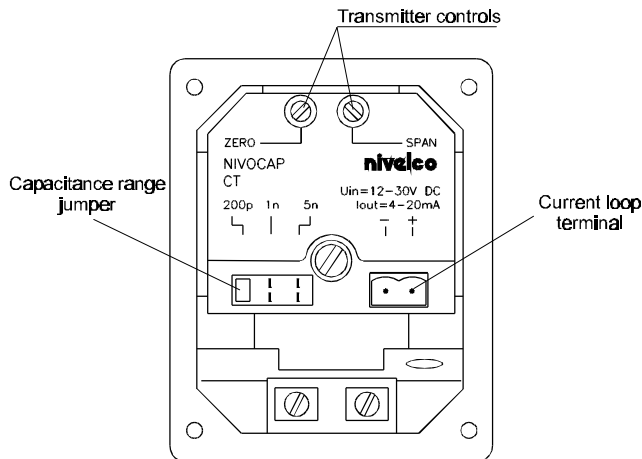 Transmitter controls
ZERO
SPAN
NIVOCAP
CT
nivelco
Uin=12-30V DC
Iout=4-20mA
200p 1n 5n
- +
Capacitance range
jumper
Current loop
terminal